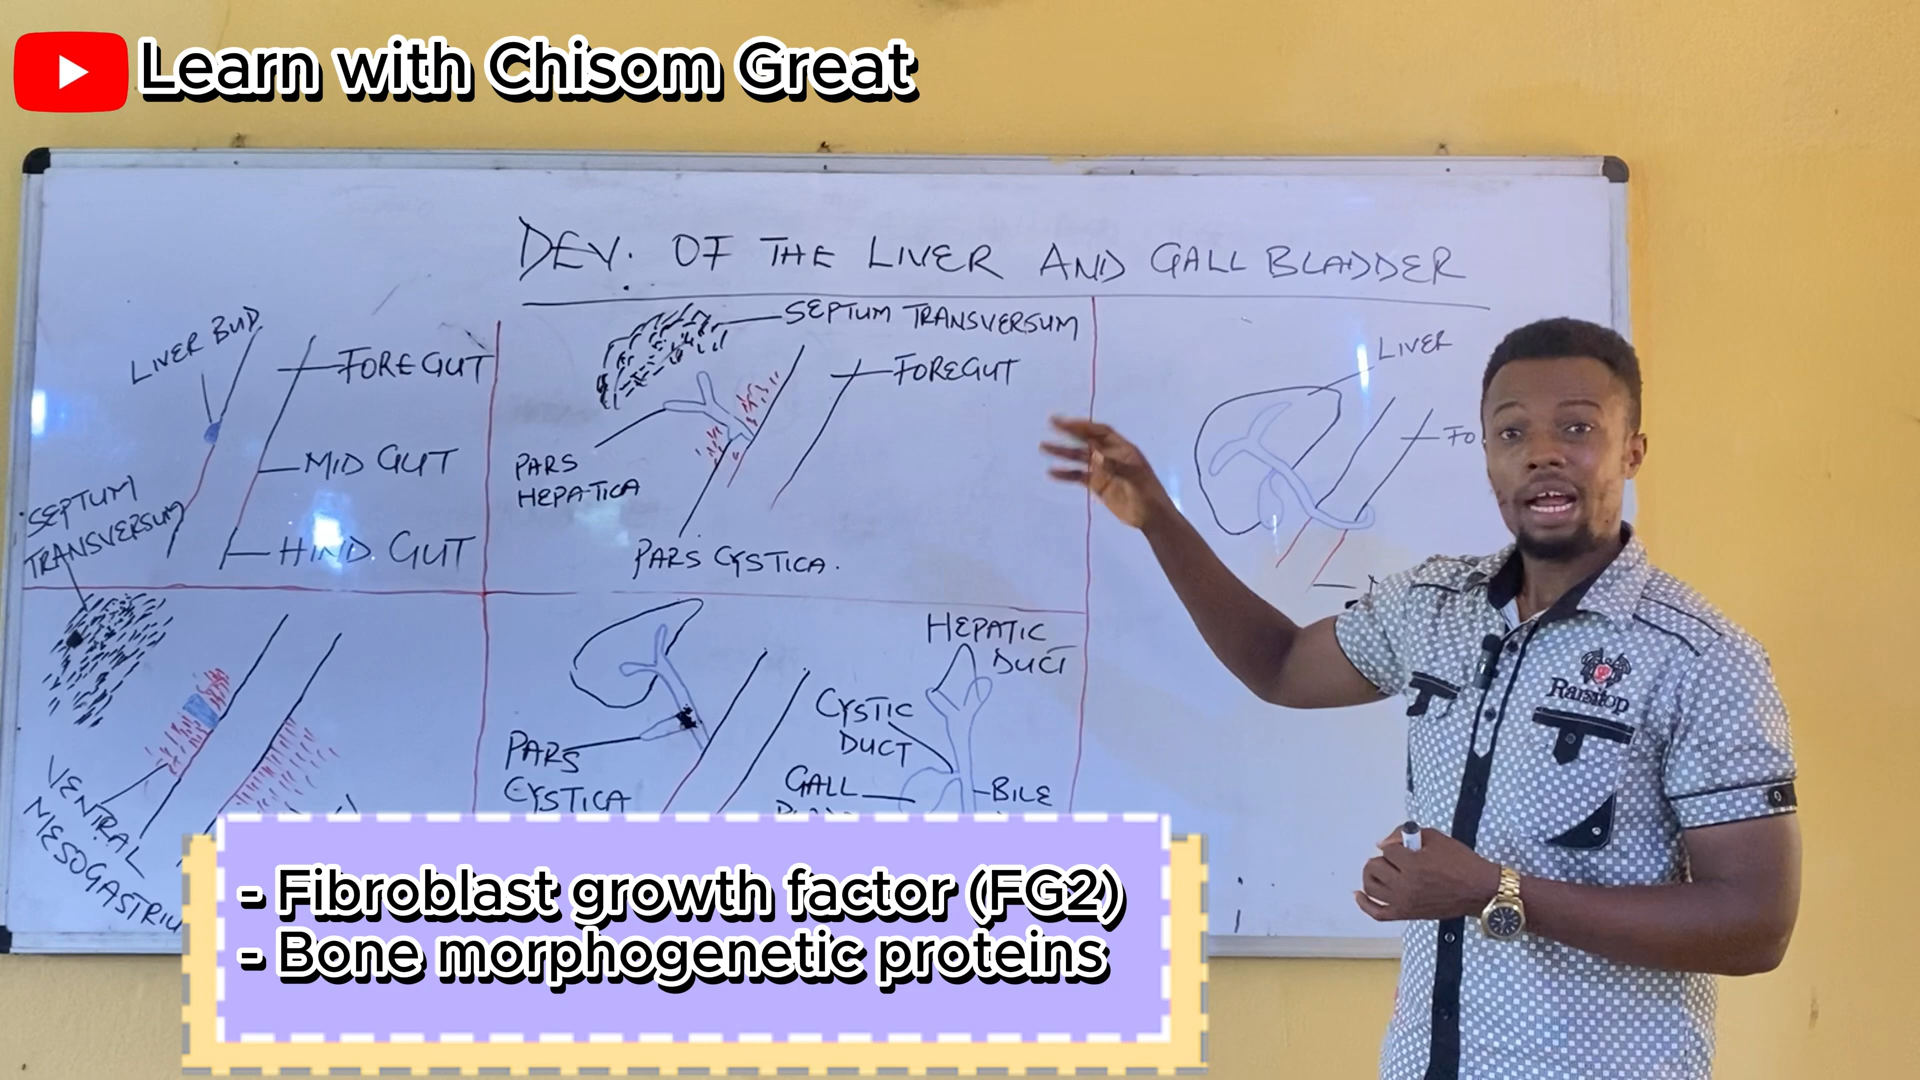 Learn with Chisom Great
DEV. OF THE LIVER AND GALL BLADDER
LIVER BUD
FOREGUT
MID GUT
HIND GUT
SEPTUM
TRANSVERSUM
SEPTUM TRANSVERSUM
FOREGUT
PARS
HEPATICA
PARS CYSTICA.
LIVER
FO
VENTRAL
MESOGASTRIU
PARS
CYSTICA
HEPATIC
DUCT
CYSTIC
DUCT
GALL
BILE
Ramitop
- Fibroblast growth factor (FG2)
- Bone morphogenetic proteins